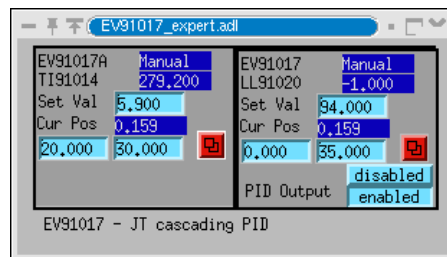 EV91017_expert.adl
EV91017A Manual
TI91014 279.200
Set Val 5.900
Cur Pos 0.159
20.000 30.000
EV91017 Manual
LL91020 -1.000
Set Val 94.000
Cur Pos 0.159
0.000 35.000
PID Output disabled
enabled
EV91017 - JT cascading PID